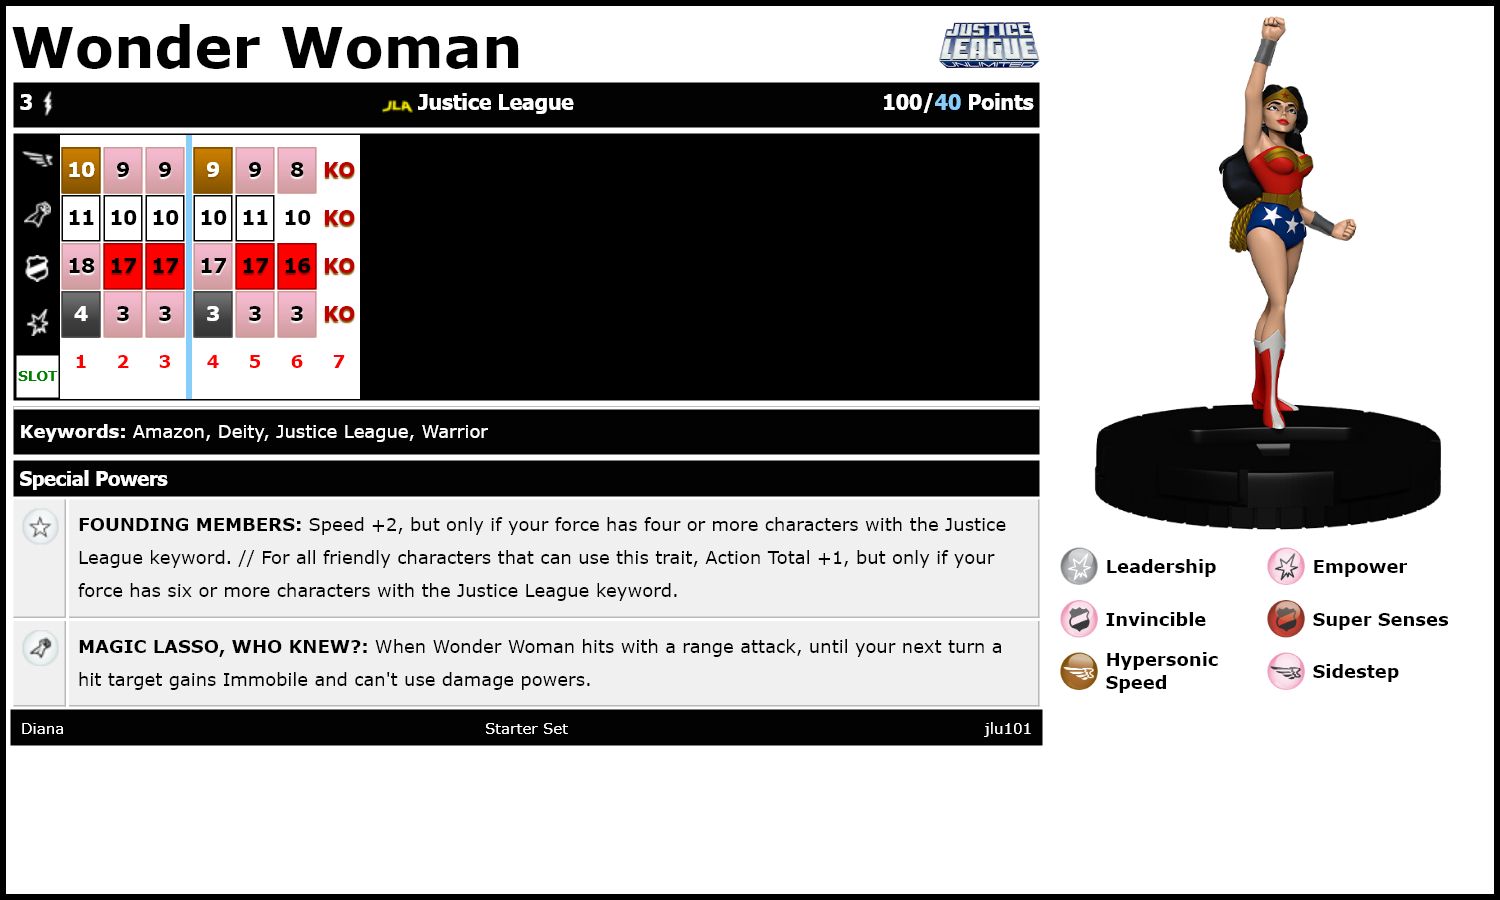 Wonder Woman
JUSTICE
LEAGUE
UNLIMITED
3 JLA Justice League 100/40 Points
10 9 9 9 9 8 KO
11 10 10 10 11 10 KO
18 17 17 17 17 16 KO
4 3 3 3 3 3 KO
1 2 3 4 5 6 7
SLOT
Keywords: Amazon, Deity, Justice League, Warrior
Special Powers
FOUNDING MEMBERS: Speed +2, but only if your force has four or more characters with the Justice
League keyword. // For all friendly characters that can use this trait, Action Total +1, but only if your
force has six or more characters with the Justice League keyword.
MAGIC LASSO, WHO KNEW?: When Wonder Woman hits with a range attack, until your next turn a
hit target gains Immobile and can't use damage powers.
Diana Starter Set jlu101
Leadership Empower
Invincible Super Senses
Hypersonic
Speed
Sidestep